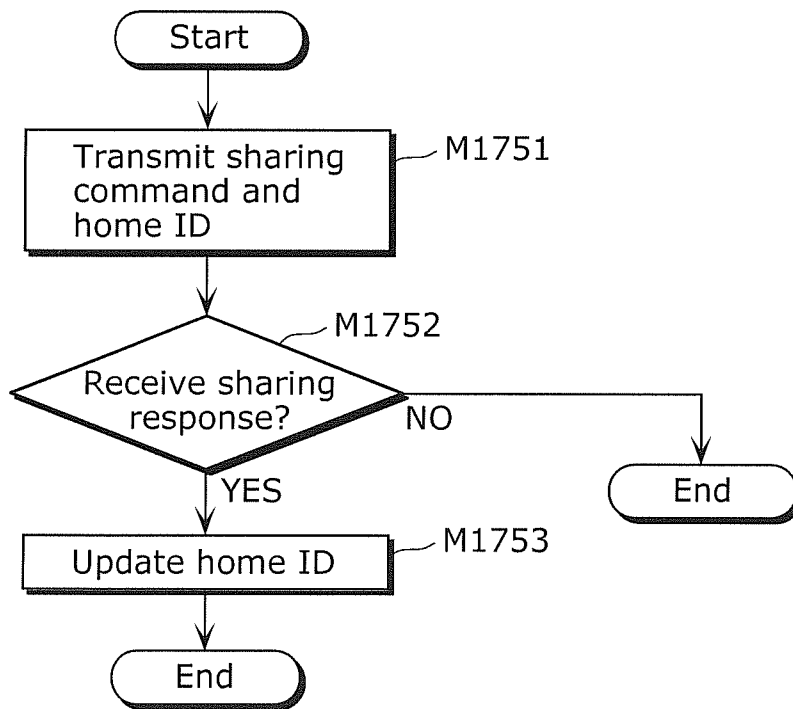 Start
Transmit sharing
command and
home ID
M1751
M1752
Receive sharing
response?
NO
YES
End
Update home ID
M1753
End